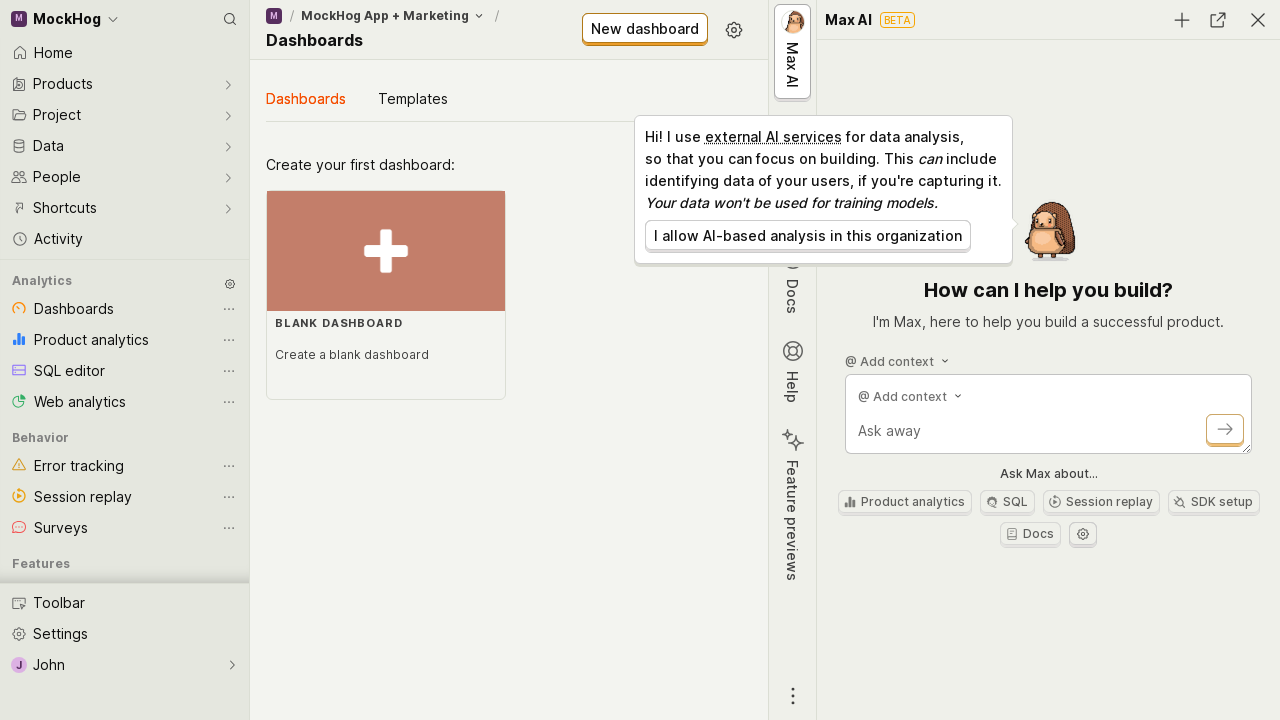 M MockHog
Home
Products
Project
Data
People
Shortcuts
Activity
Analytics
Dashboards
Product analytics
SQL editor
Web analytics
Behavior
Error tracking
Session replay
Surveys
Features
Toolbar
Settings
J John
M / MockHog App + Marketing /
Dashboards
New dashboard
Dashboards Templates
Create your first dashboard:
BLANK DASHBOARD
Create a blank dashboard
Max AI
Docs
Help
Feature previews
Max AI BETA
Hi! I use external AI services for data analysis,
so that you can focus on building. This can include
identifying data of your users, if you're capturing it.
Your data won't be used for training models.
I allow AI-based analysis in this organization
How can I help you build?
I'm Max, here to help you build a successful product.
@ Add context
@ Add context
Ask away
Ask Max about...
Product analytics SQL Session replay SDK setup
Docs